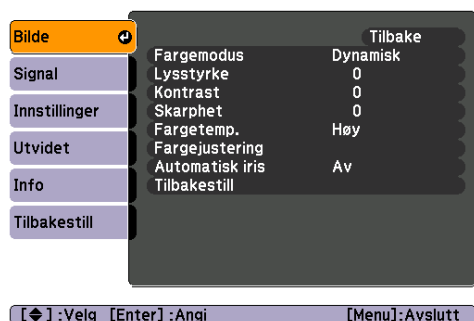 Bilde
Signal
Innstillinger
Utvidet
Info
Tilbakestill
Tilbake
Fargemodus Dynamisk
Lysstyrke 0
Kontrast 0
Skarphet 0
Fargetemp. Høy
Fargejustering
Automatisk iris Av
Tilbakestill
[◆] :Velg [Enter] :Angi [Menu]:Avslutt